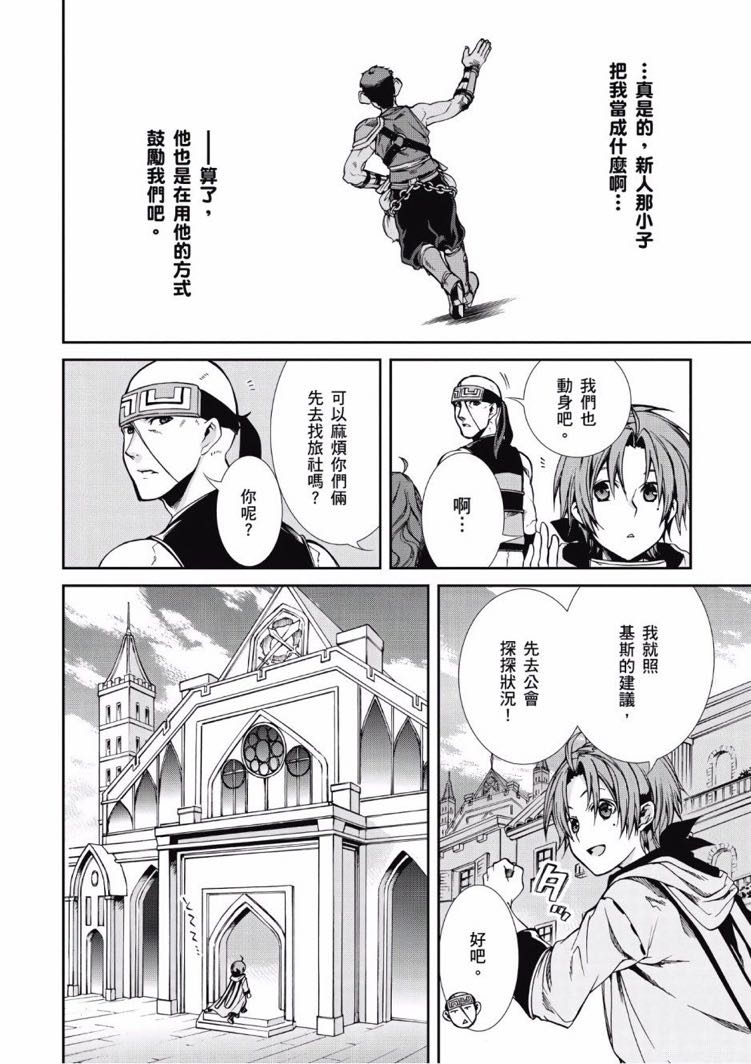 …真是的，新人那小子
把我當成什麼啊…
──算了，
他也是在用他的方式
鼓勵我們吧。
我們也
動身吧。
啊…
可以麻煩你們倆
先去找旅社嗎？
你呢？
我就照
基斯的建議，
先去公會
探探狀況！
タッ
好吧。